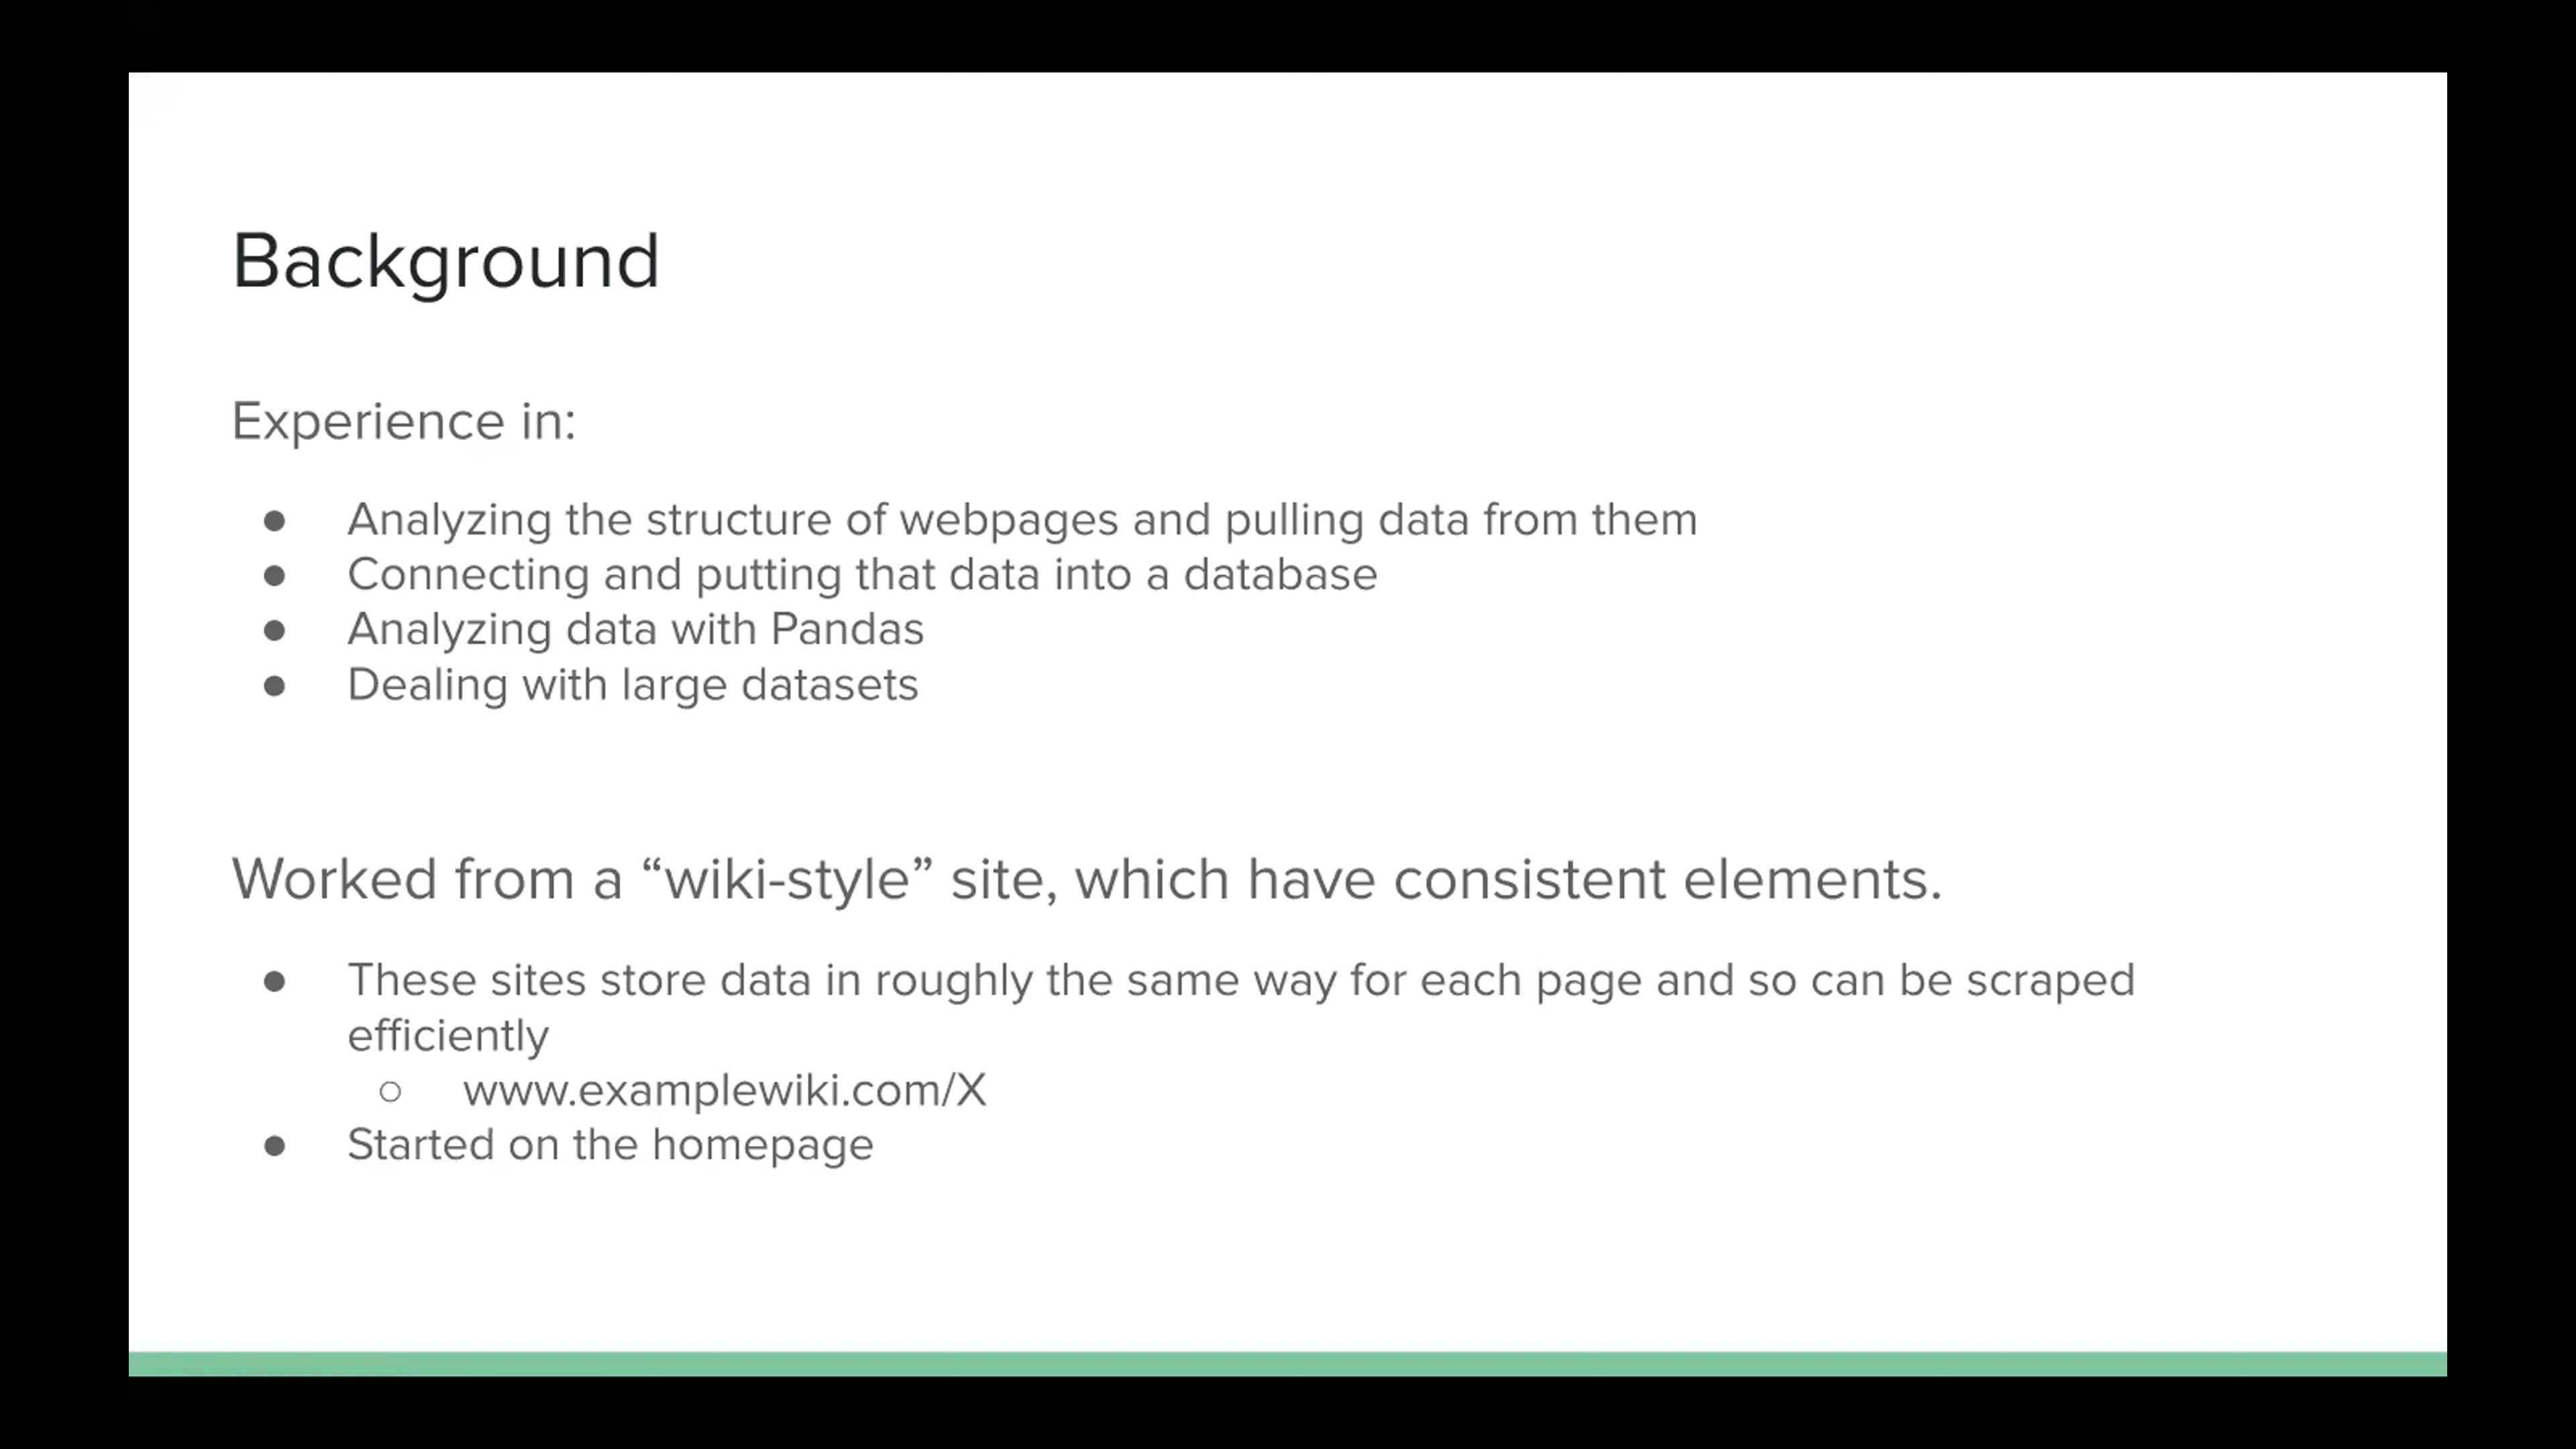 Background
Experience in:
● Analyzing the structure of webpages and pulling data from them
● Connecting and putting that data into a database
● Analyzing data with Pandas
● Dealing with large datasets
Worked from a “wiki-style” site, which have consistent elements.
● These sites store data in roughly the same way for each page and so can be scraped
efficiently
○ www.examplewiki.com/X
● Started on the homepage